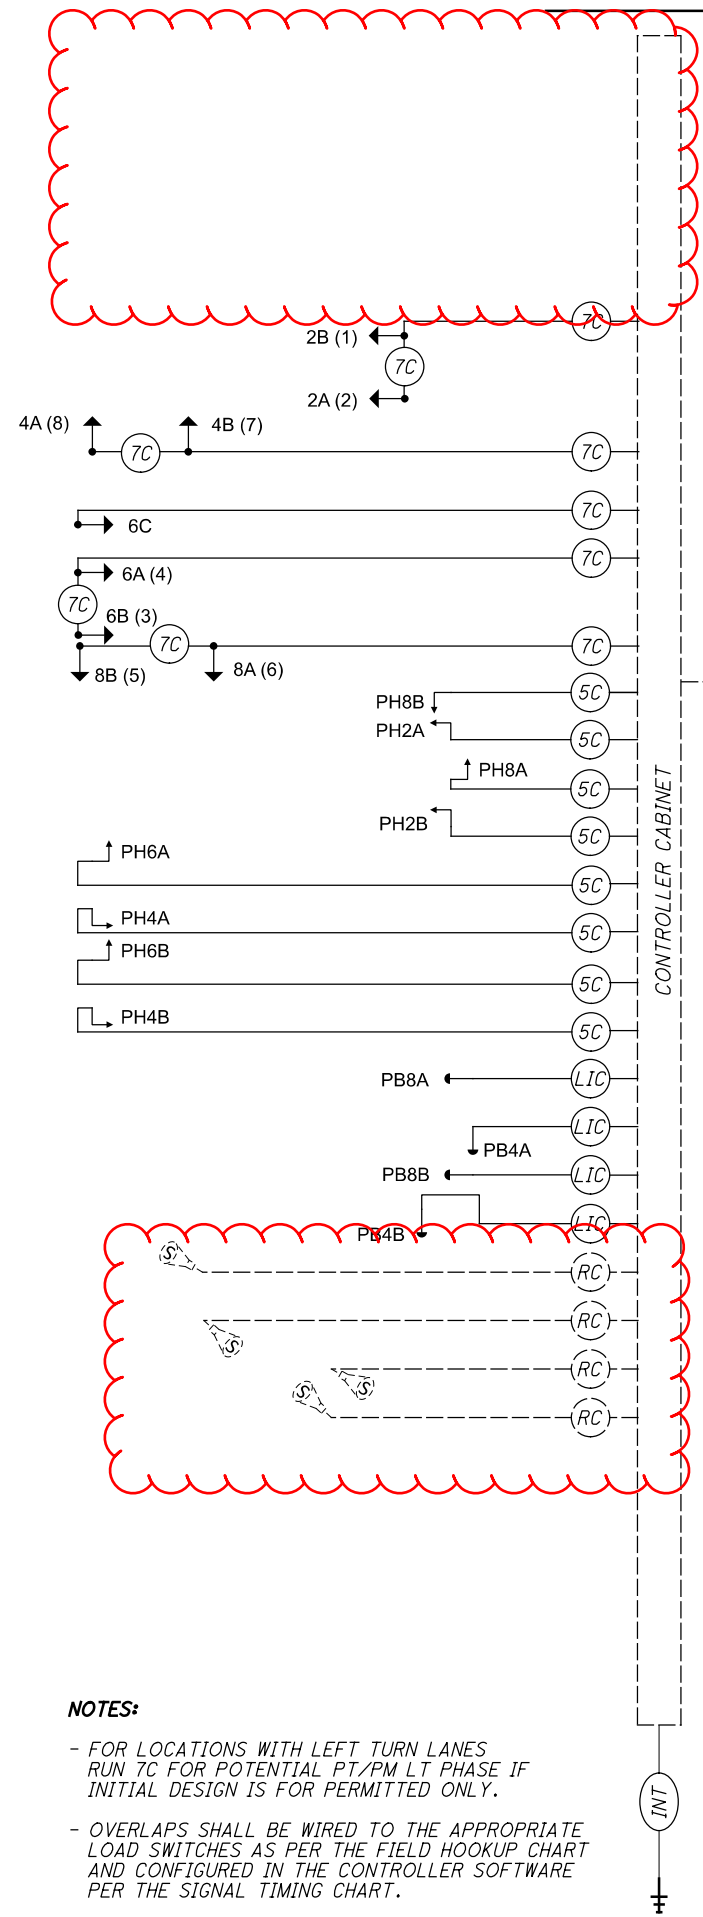 7C
2B (1)
7C
2A (2)
4A (8)
4B (7)
7C
7C
7C
6C
7C
6A (4)
7C
6B (3)
7C
7C
8B (5)
8A (6)
PH8B
5C
PH2A
5C
PH8A
5C
PH2B
5C
PH6A
5C
PH4A
5C
PH6B
5C
PH4B
5C
CONTROLLER CABINET
PB8A
LIC
LIC
PB4A
PB8B
LIC
LIC
PB4B
S
RC
RC
S
RC
S
S
RC
NOTES:
- FOR LOCATIONS WITH LEFT TURN LANES
RUN 7C FOR POTENTIAL PT/PM LT PHASE IF
INITIAL DESIGN IS FOR PERMITTED ONLY.
- OVERLAPS SHALL BE WIRED TO THE APPROPRIATE
LOAD SWITCHES AS PER THE FIELD HOOKUP CHART
AND CONFIGURED IN THE CONTROLLER SOFTWARE
PER THE SIGNAL TIMING CHART.
INT